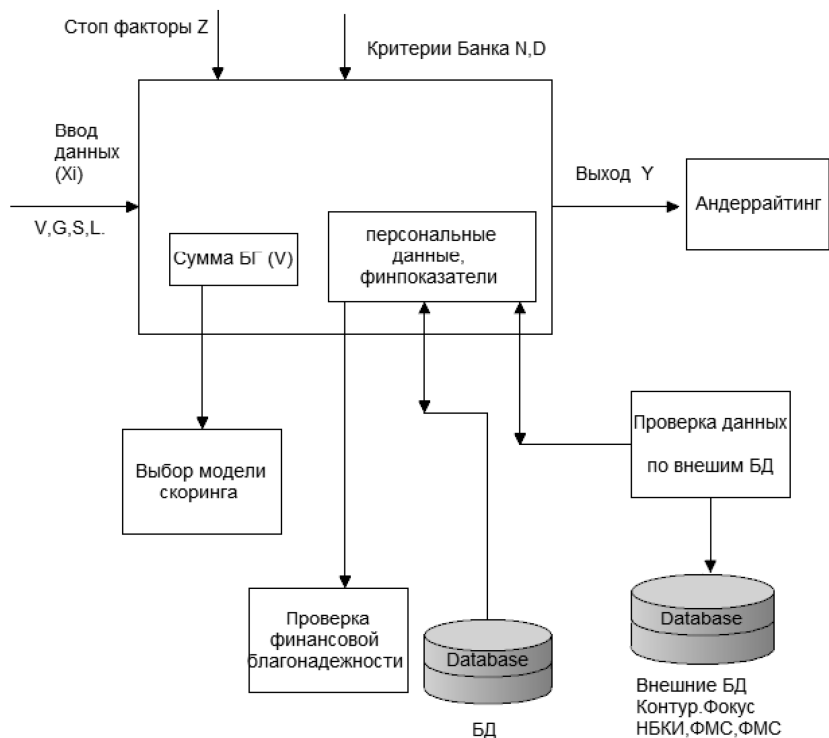 Стоп факторы Z
Критерии Банка N,D
Ввод
данных
(Xi)
V,G,S,L.
Выход Y
Андеррайтинг
Сумма БГ (V)
персональные
данные,
финпоказатели
Выбор модели
скоринга
Проверка данных
по внешим БД
Проверка
финансовой
благонадежности
Database
БД
Database
Внешние БД
Контур.Фокус
НБКИ,ФМС,ФМС